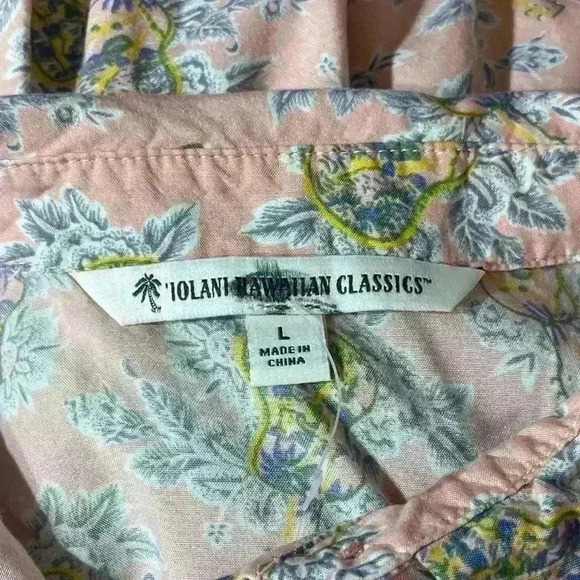 'IOLANI HAWAIIAN CLASSICS™
L
MADE IN
CHINA